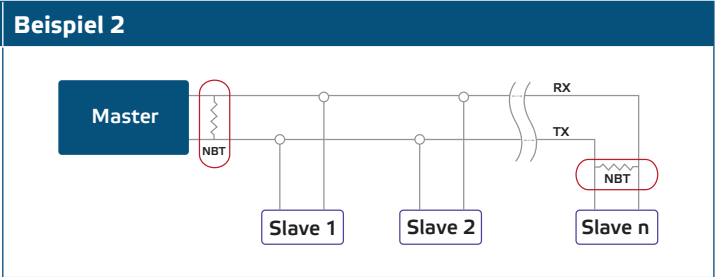 Beispiel 2
Master
NBT
RX
TX
NBT
Slave 1
Slave 2
Slave n